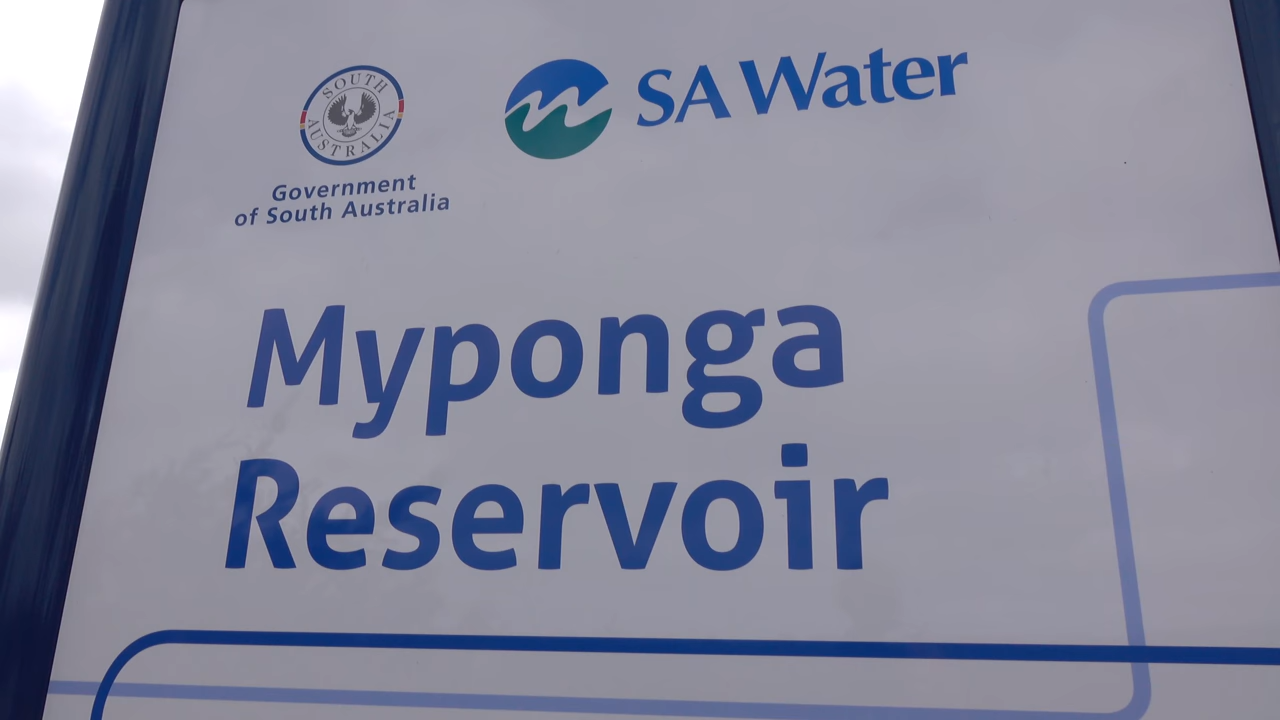 SOUTH
AUSTRALIA
Government
of South Australia
SA Water
Myponga
Reservoir